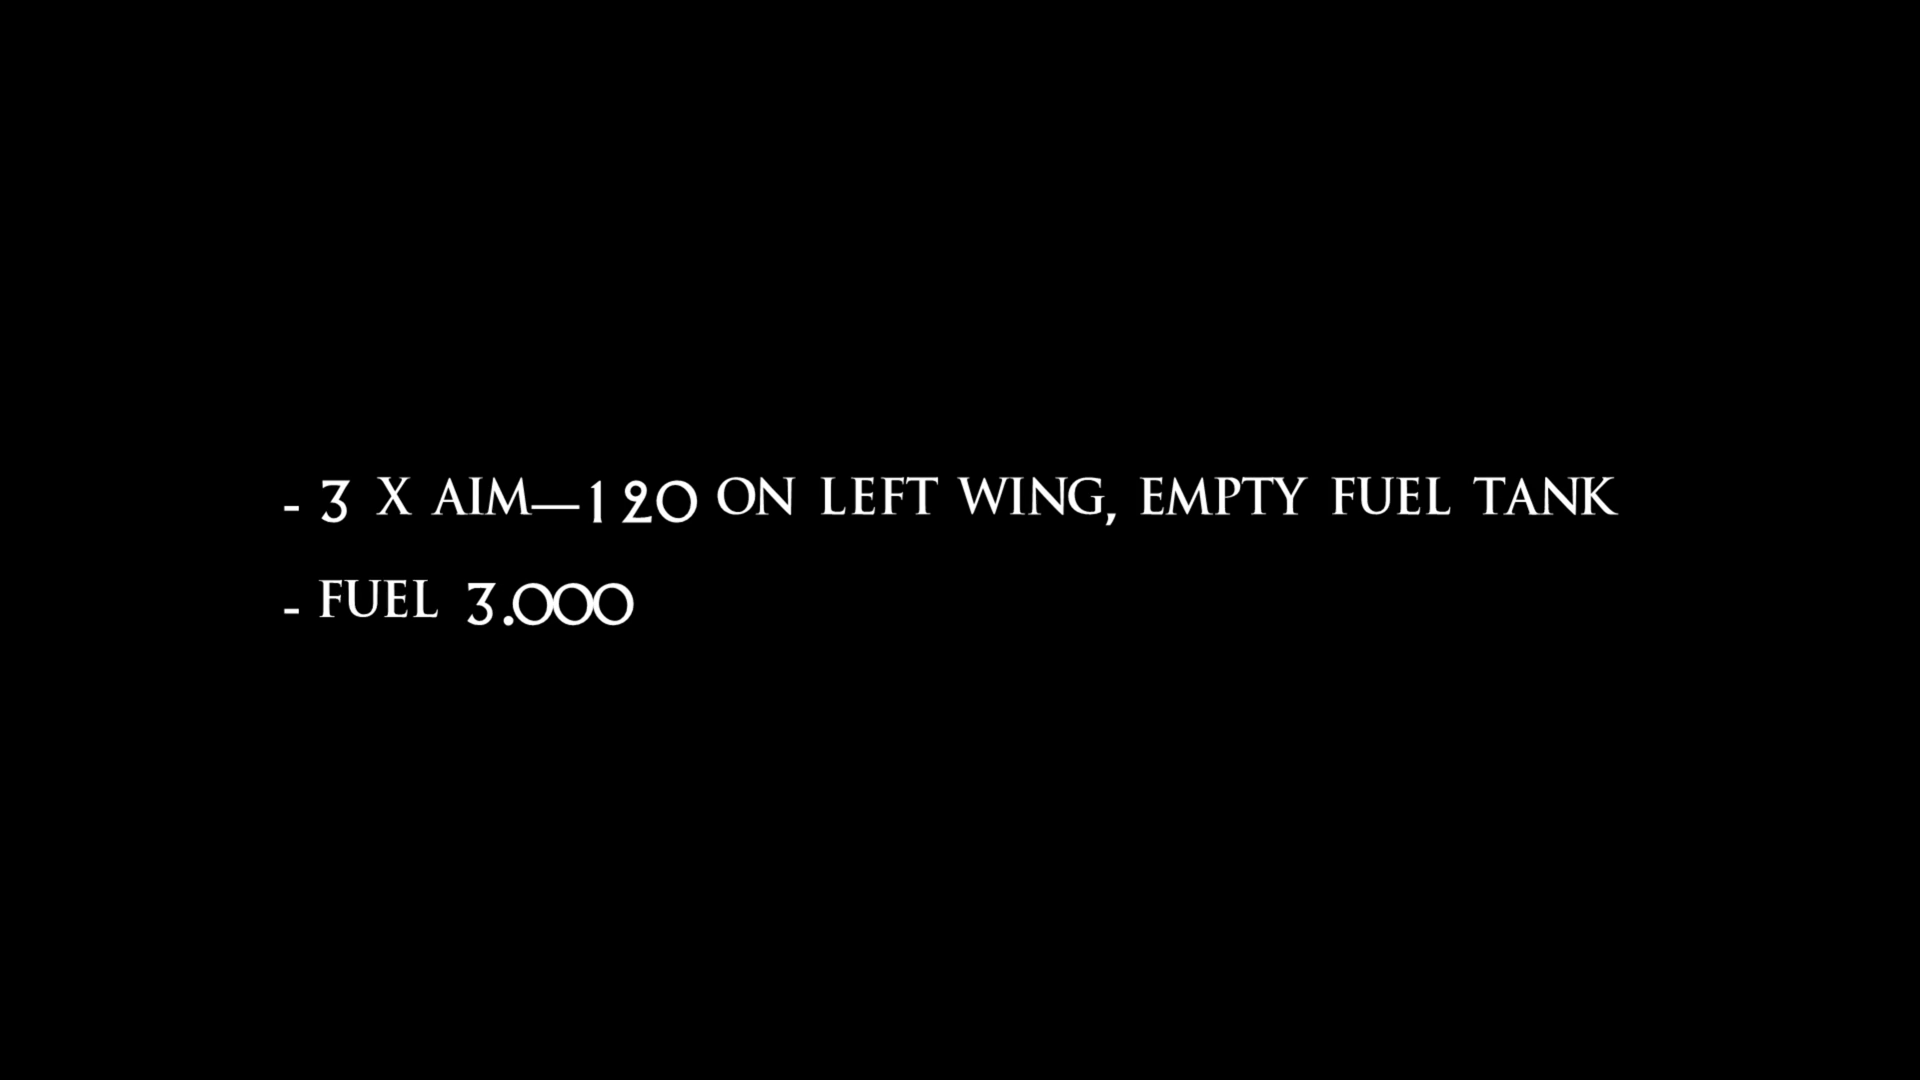 - 3 X AIM—120 ON LEFT WING, EMPTY FUEL TANK
- FUEL 3.000